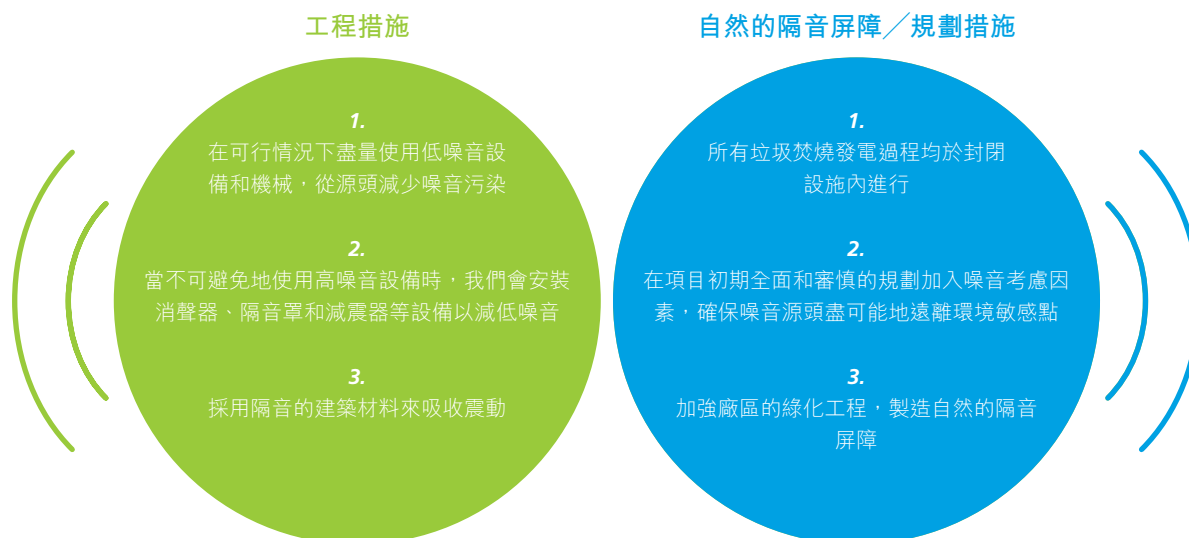 工程措施
1.
在可行情況下盡量使用低噪音設
備和機械，從源頭減少噪音污染
2.
當不可避免地使用高噪音設備時，我們會安裝
消聲器、隔音罩和減震器等設備以減低噪音
3.
採用隔音的建築材料來吸收震動
自然的隔音屏障／規劃措施
1.
所有垃圾焚燒發電過程均於封閉
設施內進行
2.
在項目初期全面和審慎的規劃加入噪音考慮因
素，確保噪音源頭盡可能地遠離環境敏感點
3.
加強廠區的綠化工程，製造自然的隔音
屏障